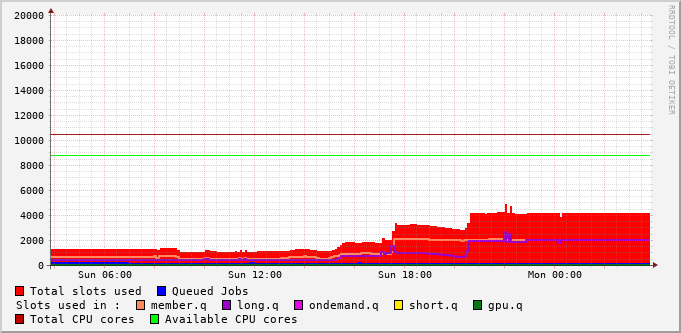 20000
18000
16000
14000
12000
10000
8000
6000
4000
2000
0
Sun 06:00 Sun 12:00 Sun 18:00 Mon 00:00
Total slots used Queued Jobs
Slots used in : member.q long.q ondemand.q short.q gpu.q
Total CPU cores Available CPU cores
RRDTOOL / TOBI OETIKER